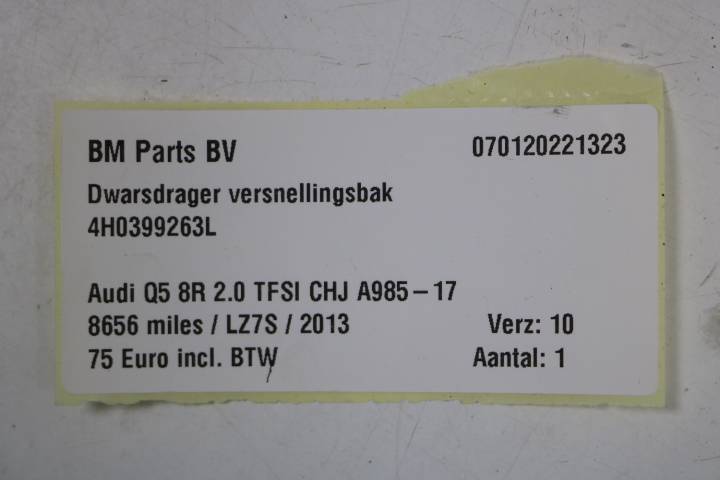 BM Parts BV 070120221323
Dwarsdrager versnellingsbak
4H0399263L
Audi Q5 8R 2.0 TFSI CHJ A985-17
8656 miles / LZ7S / 2013 Verz: 10
75 Euro incl. BTW Aantal: 1